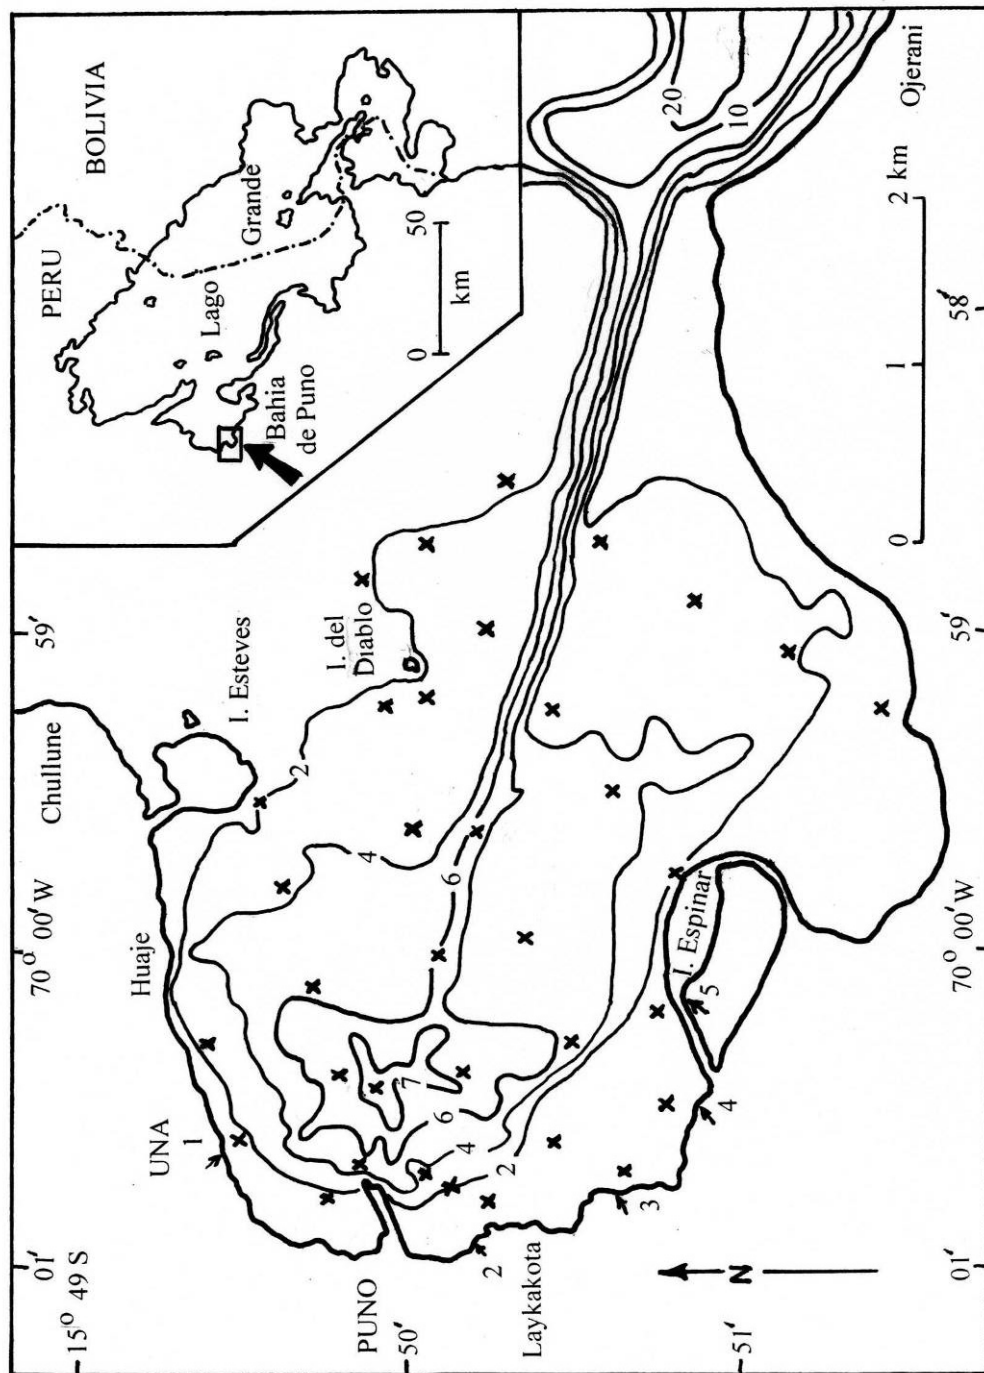 01′
70° 00′ W
59′
15° 49 S
Chullune
Huaje
UNA
1
I. Esteves
PERU
BOLIVIA
Lago
Grande
Bahia
de Puno
0
50
km
2
I. del
Diablo
4
PUNO
50′
7
6
6
4
2
2
Laykakota
20
10
3
4
5
I. Espinar
N
51′
0
1
2 km
Ojerani
01′
70° 00′ W
59′
58′